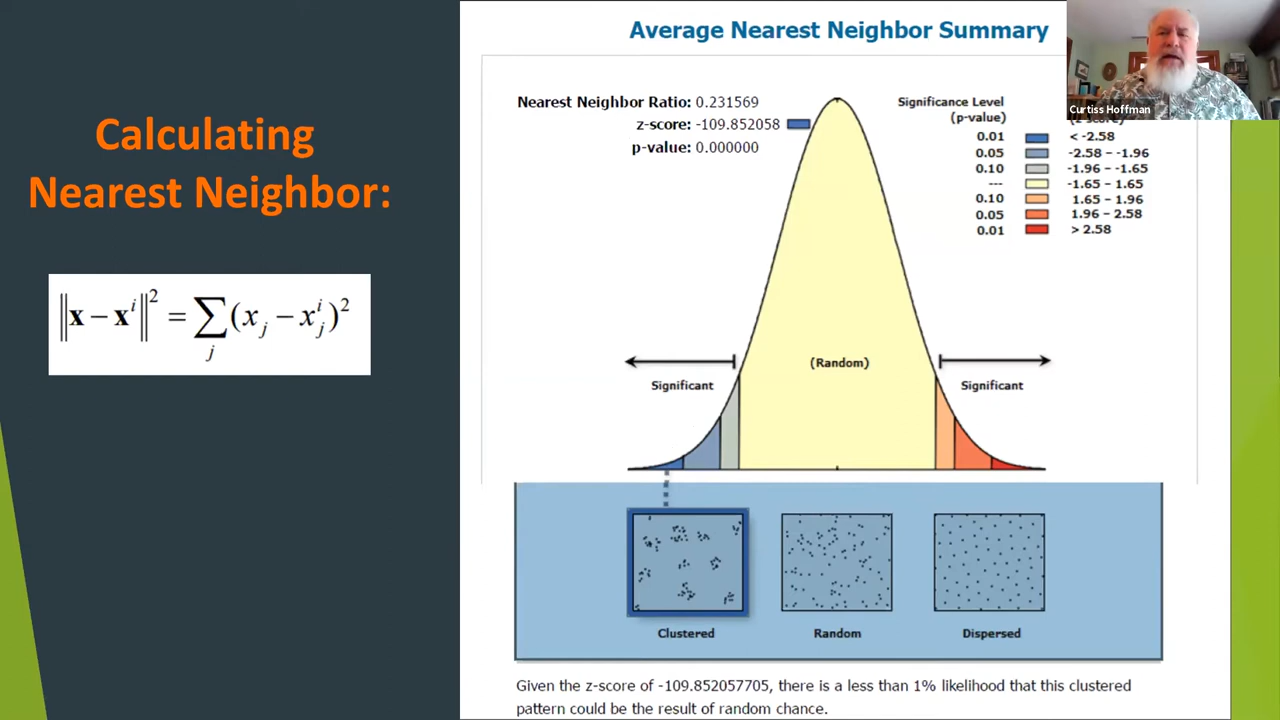 Calculating
Nearest Neighbor:
‖x − xⁱ‖² = ∑ⱼ (xⱼ − xⱼⁱ)²
Average Nearest Neighbor Summary
Nearest Neighbor Ratio: 0.231569
z-score: -109.852058
p-value: 0.000000
Significance Level
(p-value)
0.01 < -2.58
0.05 -2.58 – -1.96
0.10 -1.96 – -1.65
--- -1.65 – 1.65
0.10 1.65 – 1.96
0.05 1.96 – 2.58
0.01 > 2.58
Curtiss Hoffman
(Random)
Significant
Significant
Clustered
Random
Dispersed
Given the z-score of -109.852057705, there is a less than 1% likelihood that this clustered
pattern could be the result of random chance.